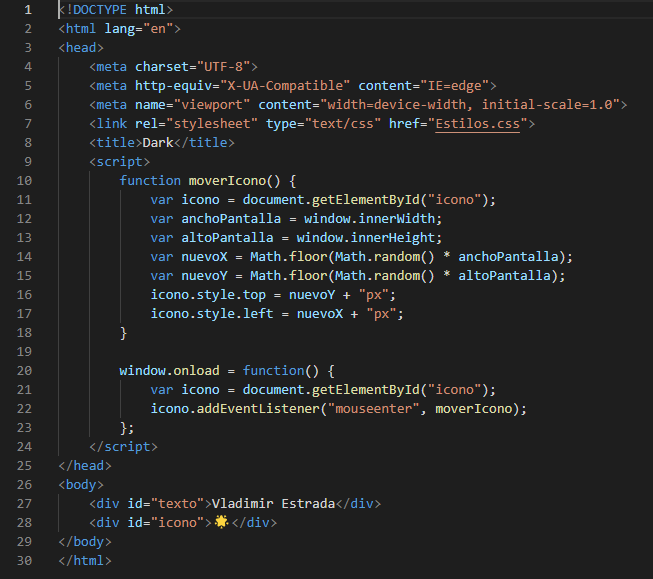 1 <!DOCTYPE html>
2 <html lang="en">
3 <head>
4     <meta charset="UTF-8">
5     <meta http-equiv="X-UA-Compatible" content="IE=edge">
6     <meta name="viewport" content="width=device-width, initial-scale=1.0">
7     <link rel="stylesheet" type="text/css" href="Estilos.css">
8     <title>Dark</title>
9     <script>
10         function moverIcono() {
11             var icono = document.getElementById("icono");
12             var anchoPantalla = window.innerWidth;
13             var altoPantalla = window.innerHeight;
14             var nuevoX = Math.floor(Math.random() * anchoPantalla);
15             var nuevoY = Math.floor(Math.random() * altoPantalla);
16             icono.style.top = nuevoY + "px";
17             icono.style.left = nuevoX + "px";
18         }
19
20         window.onload = function() {
21             var icono = document.getElementById("icono");
22             icono.addEventListener("mouseenter", moverIcono);
23         };
24     </script>
25 </head>
26 <body>
27     <div id="texto">Vladimir Estrada</div>
28     <div id="icono">🌟</div>
29 </body>
30 </html>